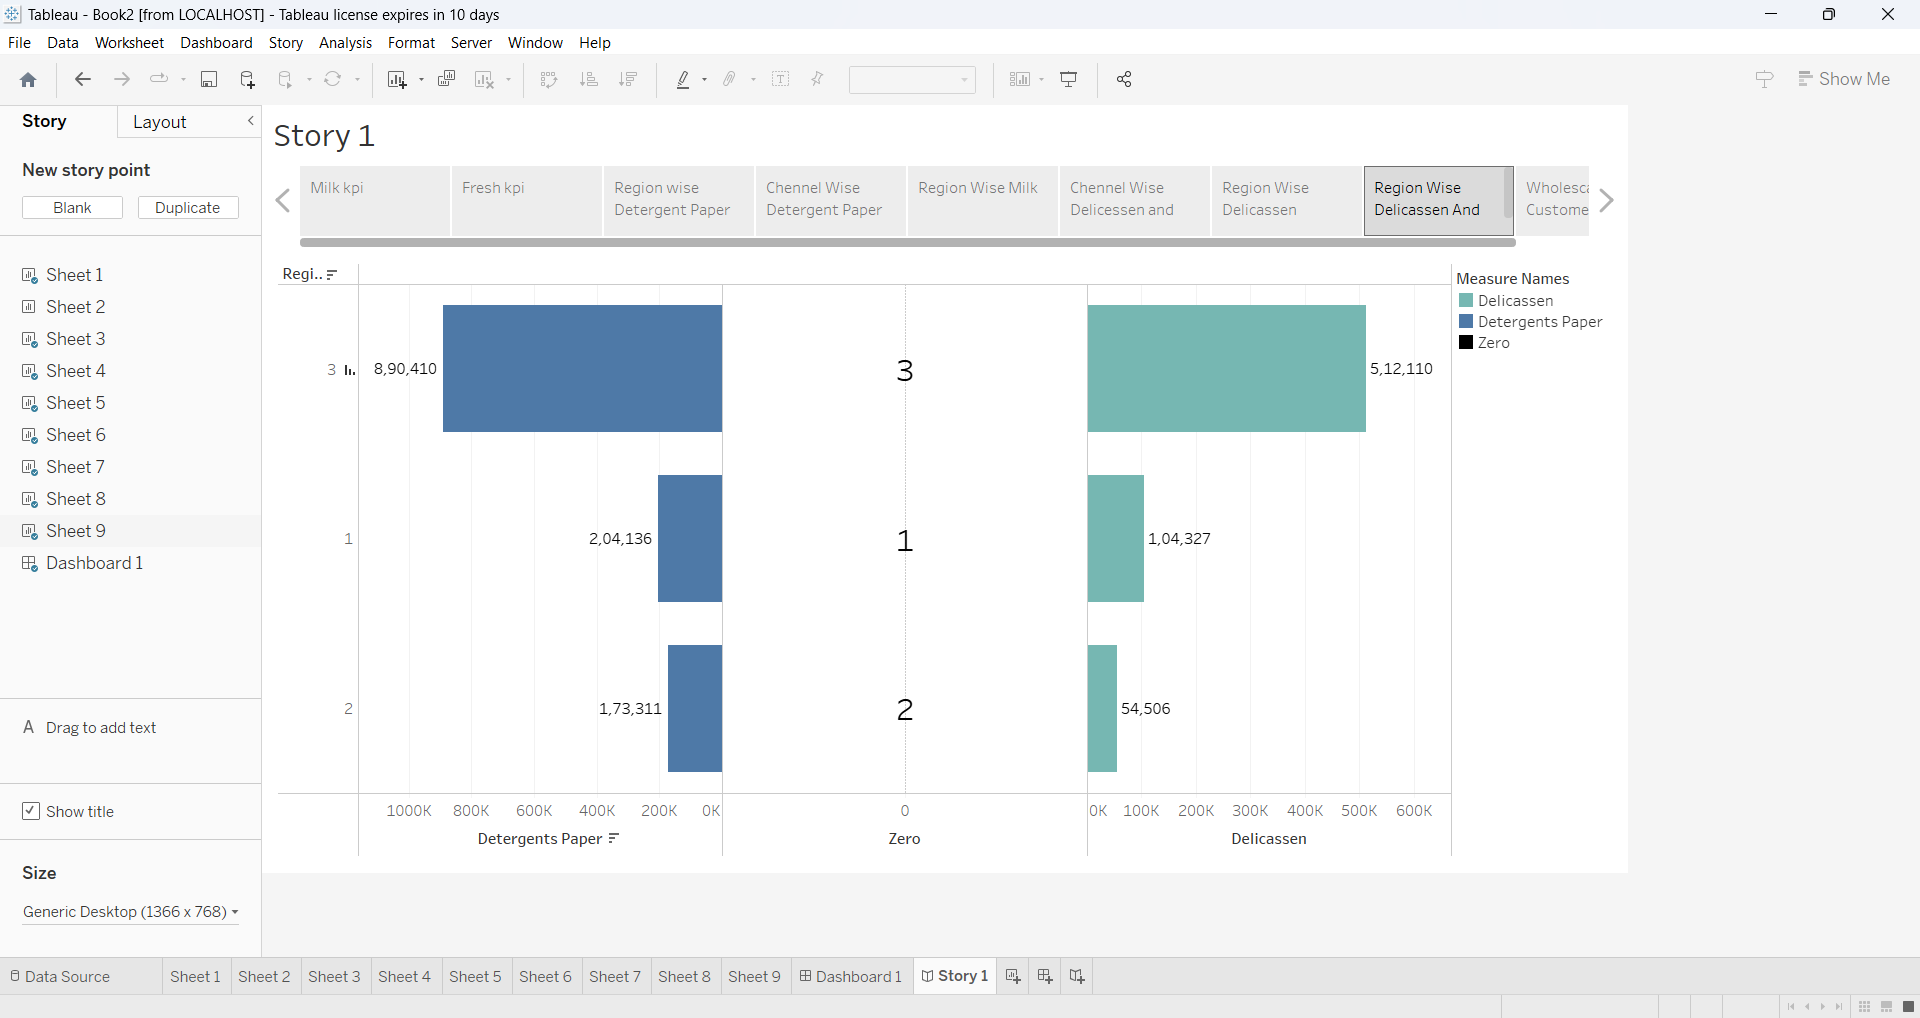 Tableau - Book2 [from LOCALHOST] - Tableau license expires in 10 days
File Data Worksheet Dashboard Story Analysis Format Server Window Help
Show Me
Story Layout
New story point
Blank Duplicate
Sheet 1
Sheet 2
Sheet 3
Sheet 4
Sheet 5
Sheet 6
Sheet 7
Sheet 8
Sheet 9
Dashboard 1
A Drag to add text
Show title
Size
Generic Desktop (1366 x 768)
Story 1
Milk kpi
Fresh kpi
Region wise
Detergent Paper
Chennel Wise
Detergent Paper
Region Wise Milk
Chennel Wise
Delicessen and
Region Wise
Delicassen
Region Wise
Delicassen And
Wholesca
Custome
Regi..
Measure Names
Delicassen
Detergents Paper
Zero
3 8,90,410 3 5,12,110
1 2,04,136 1 1,04,327
2 1,73,311 2 54,506
1000K 800K 600K 400K 200K 0K 0 0K 100K 200K 300K 400K 500K 600K
Detergents Paper Zero Delicassen
Data Source Sheet 1 Sheet 2 Sheet 3 Sheet 4 Sheet 5 Sheet 6 Sheet 7 Sheet 8 Sheet 9 Dashboard 1 Story 1